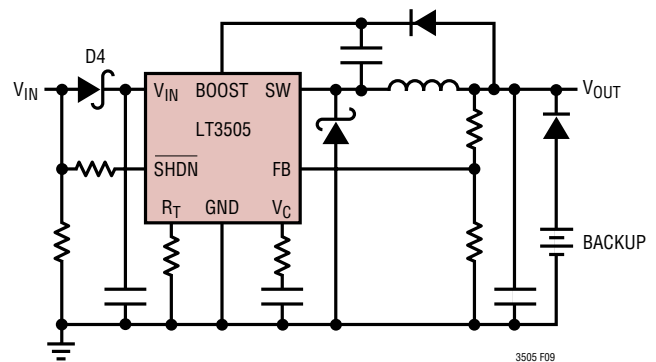 D4
V_IN
V_IN BOOST SW
V_OUT
LT3505
SHDN FB
R_T GND V_C
BACKUP
3505 F09